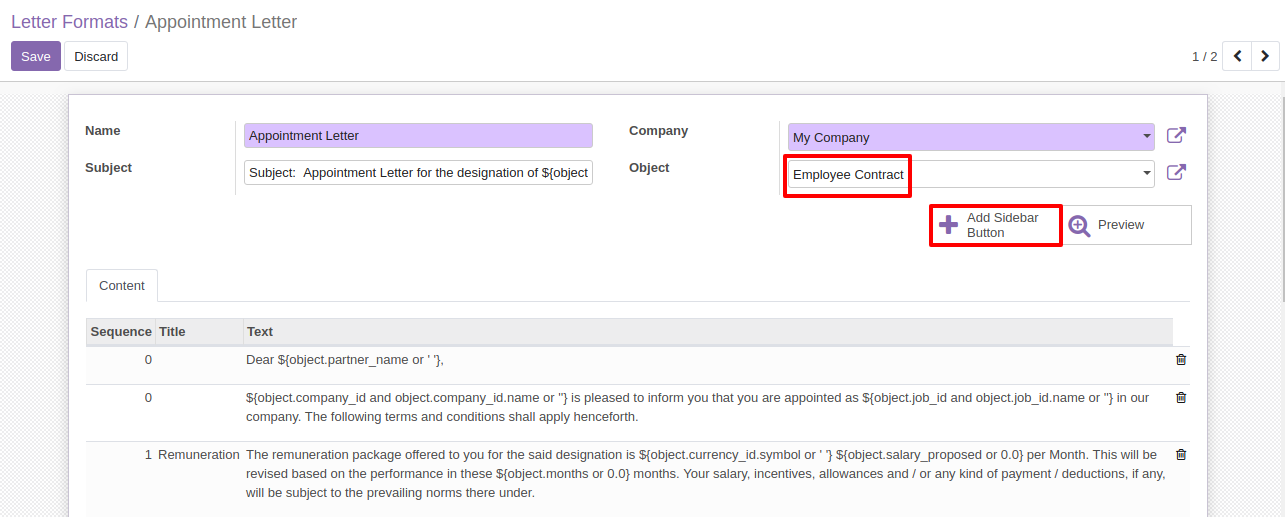 Letter Formats / Appointment Letter
Save Discard 1 / 2
Name Appointment Letter Company My Company
Subject Subject:  Appointment Letter for the designation of ${object Object Employee Contract
Add Sidebar
Button Preview
Content
Sequence Title Text
0 Dear ${object.partner_name or ' '},
0 ${object.company_id and object.company_id.name or ''} is pleased to inform you that you are appointed as ${object.job_id and object.job_id.name or ''} in our
company. The following terms and conditions shall apply henceforth.
1 Remuneration The remuneration package offered to you for the said designation is ${object.currency_id.symbol or ' '} ${object.salary_proposed or 0.0} per Month. This will be
revised based on the performance in these ${object.months or 0.0} months. Your salary, incentives, allowances and / or any kind of payment / deductions, if any,
will be subject to the prevailing norms there under.